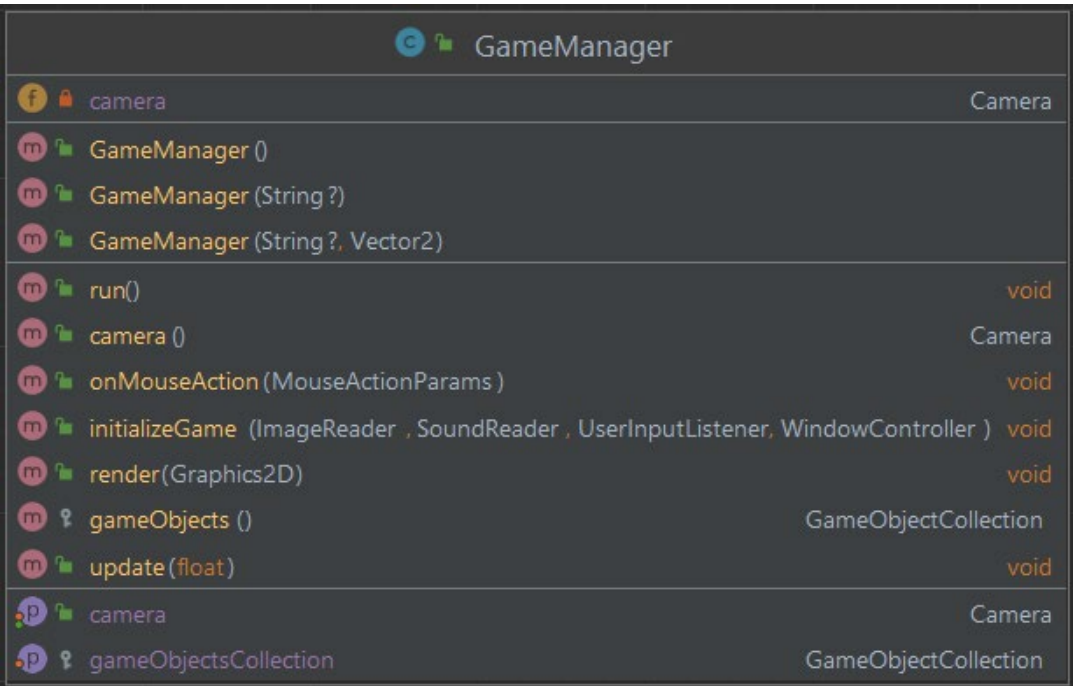 C GameManager
f camera Camera
m GameManager()
m GameManager(String?)
m GameManager(String?, Vector2)
m run() void
m camera() Camera
m onMouseAction(MouseActionParams) void
m initializeGame (ImageReader, SoundReader, UserInputListener, WindowController) void
m render(Graphics2D) void
m gameObjects() GameObjectCollection
m update(float) void
p camera Camera
p gameObjectsCollection GameObjectCollection